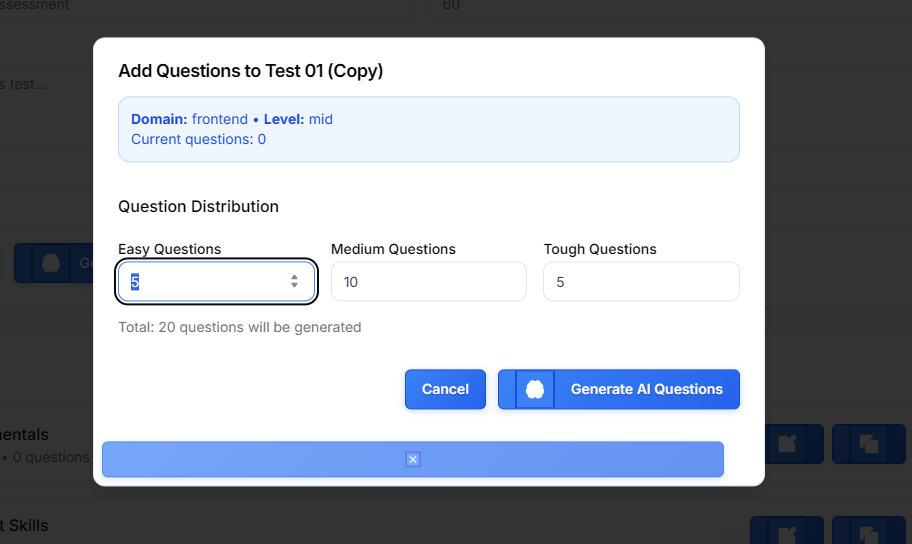 ssessment
60
s test...
Add Questions to Test 01 (Copy)
Domain: frontend • Level: mid
Current questions: 0
Question Distribution
Easy Questions
Medium Questions
Tough Questions
5
10
5
Total: 20 questions will be generated
Cancel
Generate AI Questions
G
entals
• 0 questions
t Skills